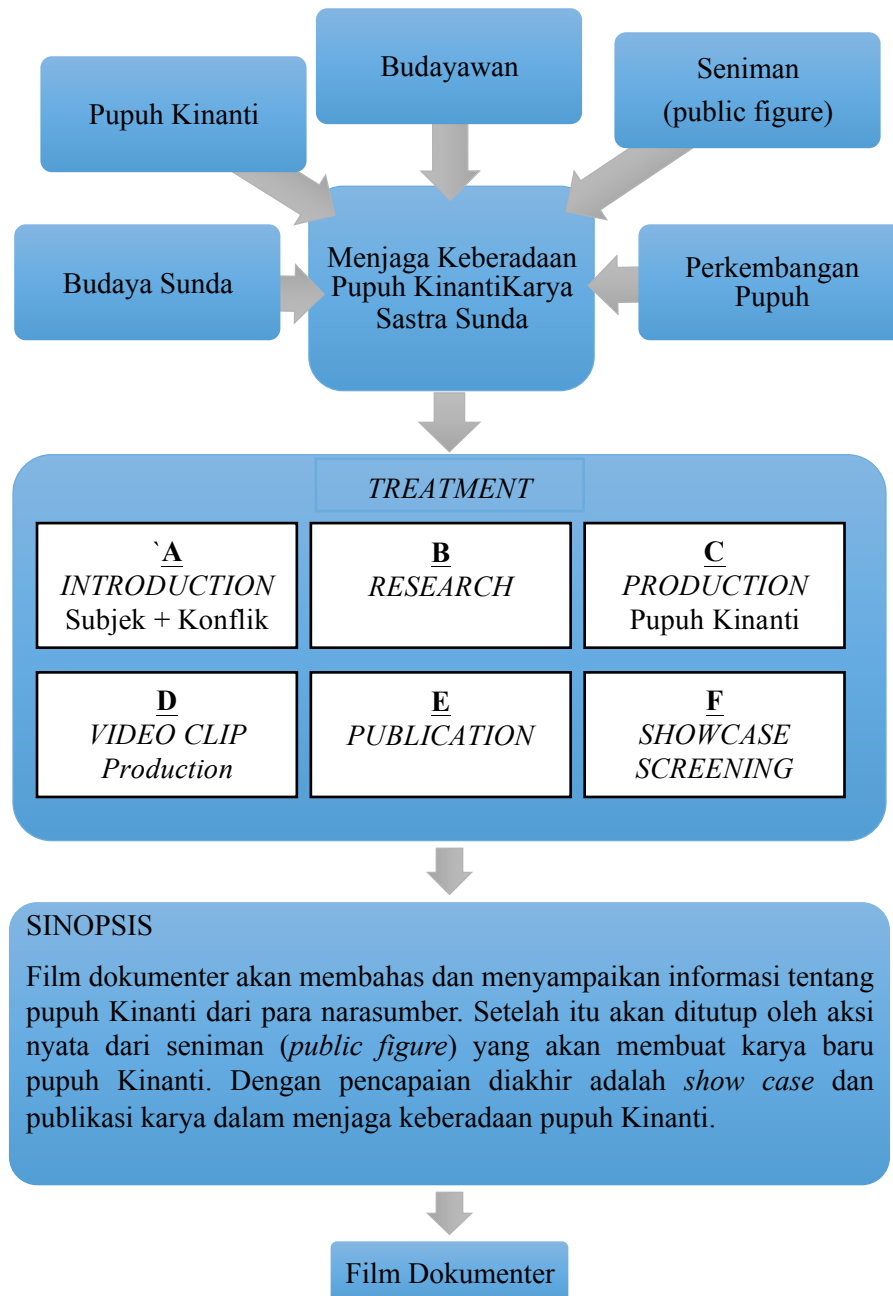 Budayawan
Seniman
(public figure)
Pupuh Kinanti
Budaya Sunda
Menjaga Keberadaan
Pupuh KinantiKarya
Sastra Sunda
Perkembangan
Pupuh
TREATMENT
`A
INTRODUCTION
Subjek + Konflik
B
RESEARCH
C
PRODUCTION
Pupuh Kinanti
D
VIDEO CLIP
Production
E
PUBLICATION
F
SHOWCASE
SCREENING
SINOPSIS
Film dokumenter akan membahas dan menyampaikan informasi tentang
pupuh Kinanti dari para narasumber. Setelah itu akan ditutup oleh aksi
nyata dari seniman (public figure) yang akan membuat karya baru
pupuh Kinanti. Dengan pencapaian diakhir adalah show case dan
publikasi karya dalam menjaga keberadaan pupuh Kinanti.
Film Dokumenter